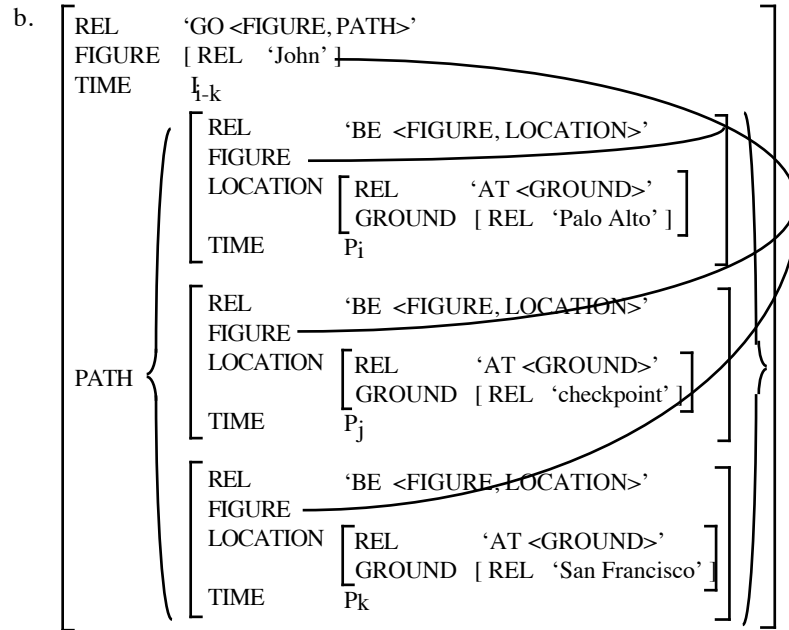 b.
REL ‘GO <FIGURE, PATH>’
FIGURE [ REL ‘John’ ]
TIME Ii-k
REL ‘BE <FIGURE, LOCATION>’
FIGURE
LOCATION REL ‘AT <GROUND>’
GROUND [ REL ‘Palo Alto’ ]
TIME Pi
REL ‘BE <FIGURE, LOCATION>’
FIGURE
LOCATION REL ‘AT <GROUND>’
PATH
GROUND [ REL ‘checkpoint’ ]
TIME Pj
REL ‘BE <FIGURE, LOCATION>’
FIGURE
LOCATION REL ‘AT <GROUND>’
GROUND [ REL ‘San Francisco’ ]
TIME Pk